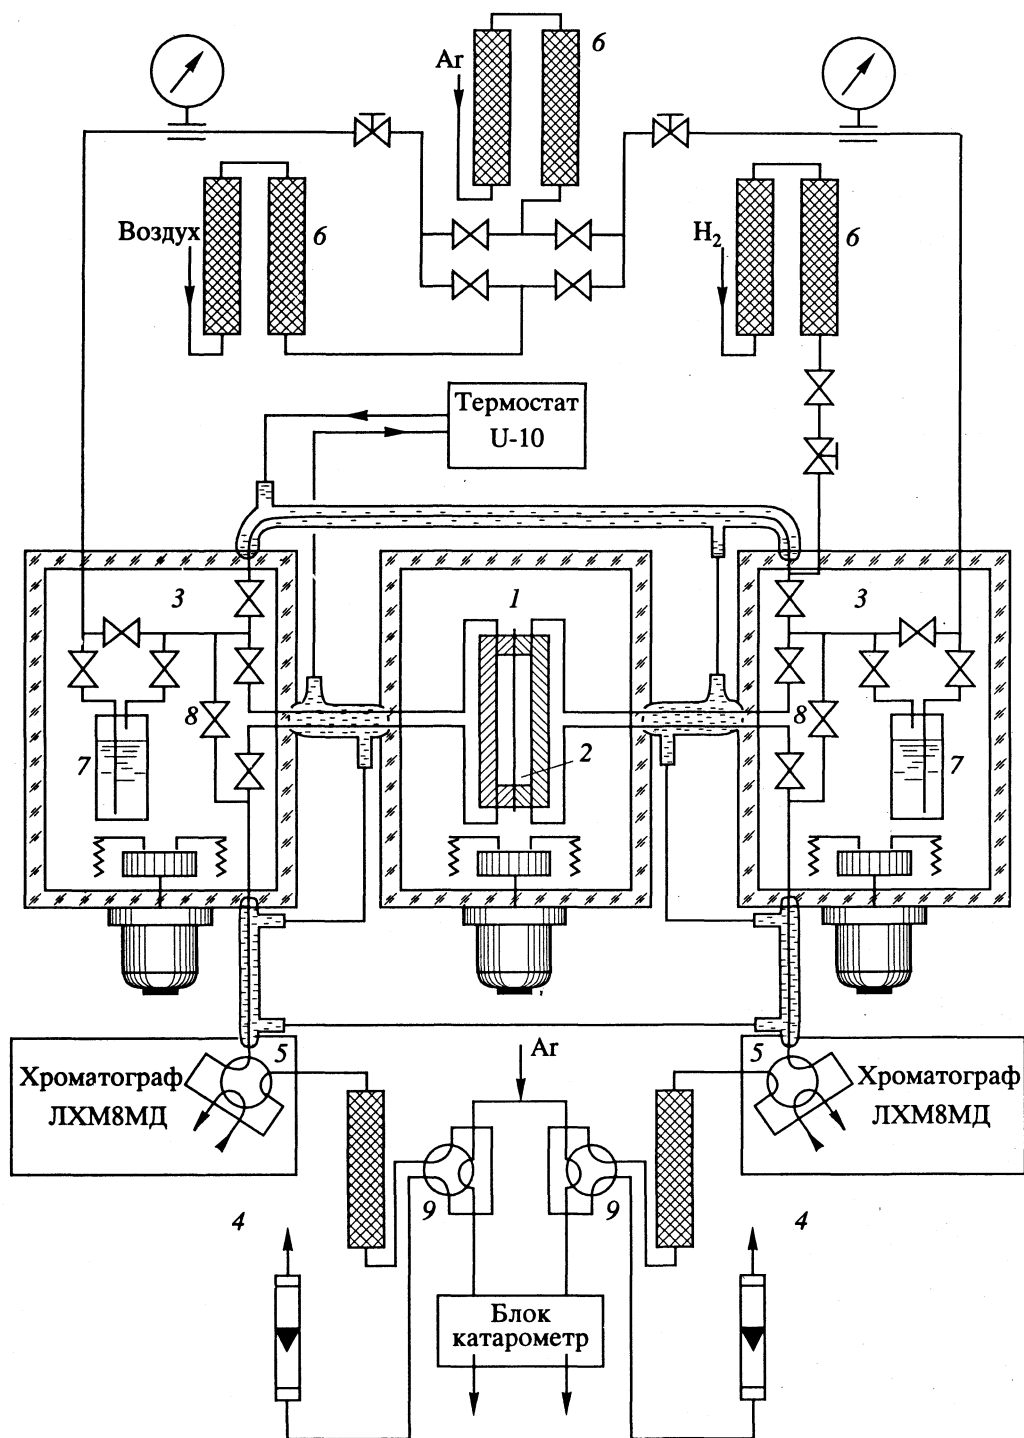 6
Ar
Воздух
6
H₂
6
Термостат
U-10
3
1
3
8
8
7
2
7
5
Ar
5
Хроматограф
ЛХМ8МД
Хроматограф
ЛХМ8МД
9
9
4
4
Блок
катарометр